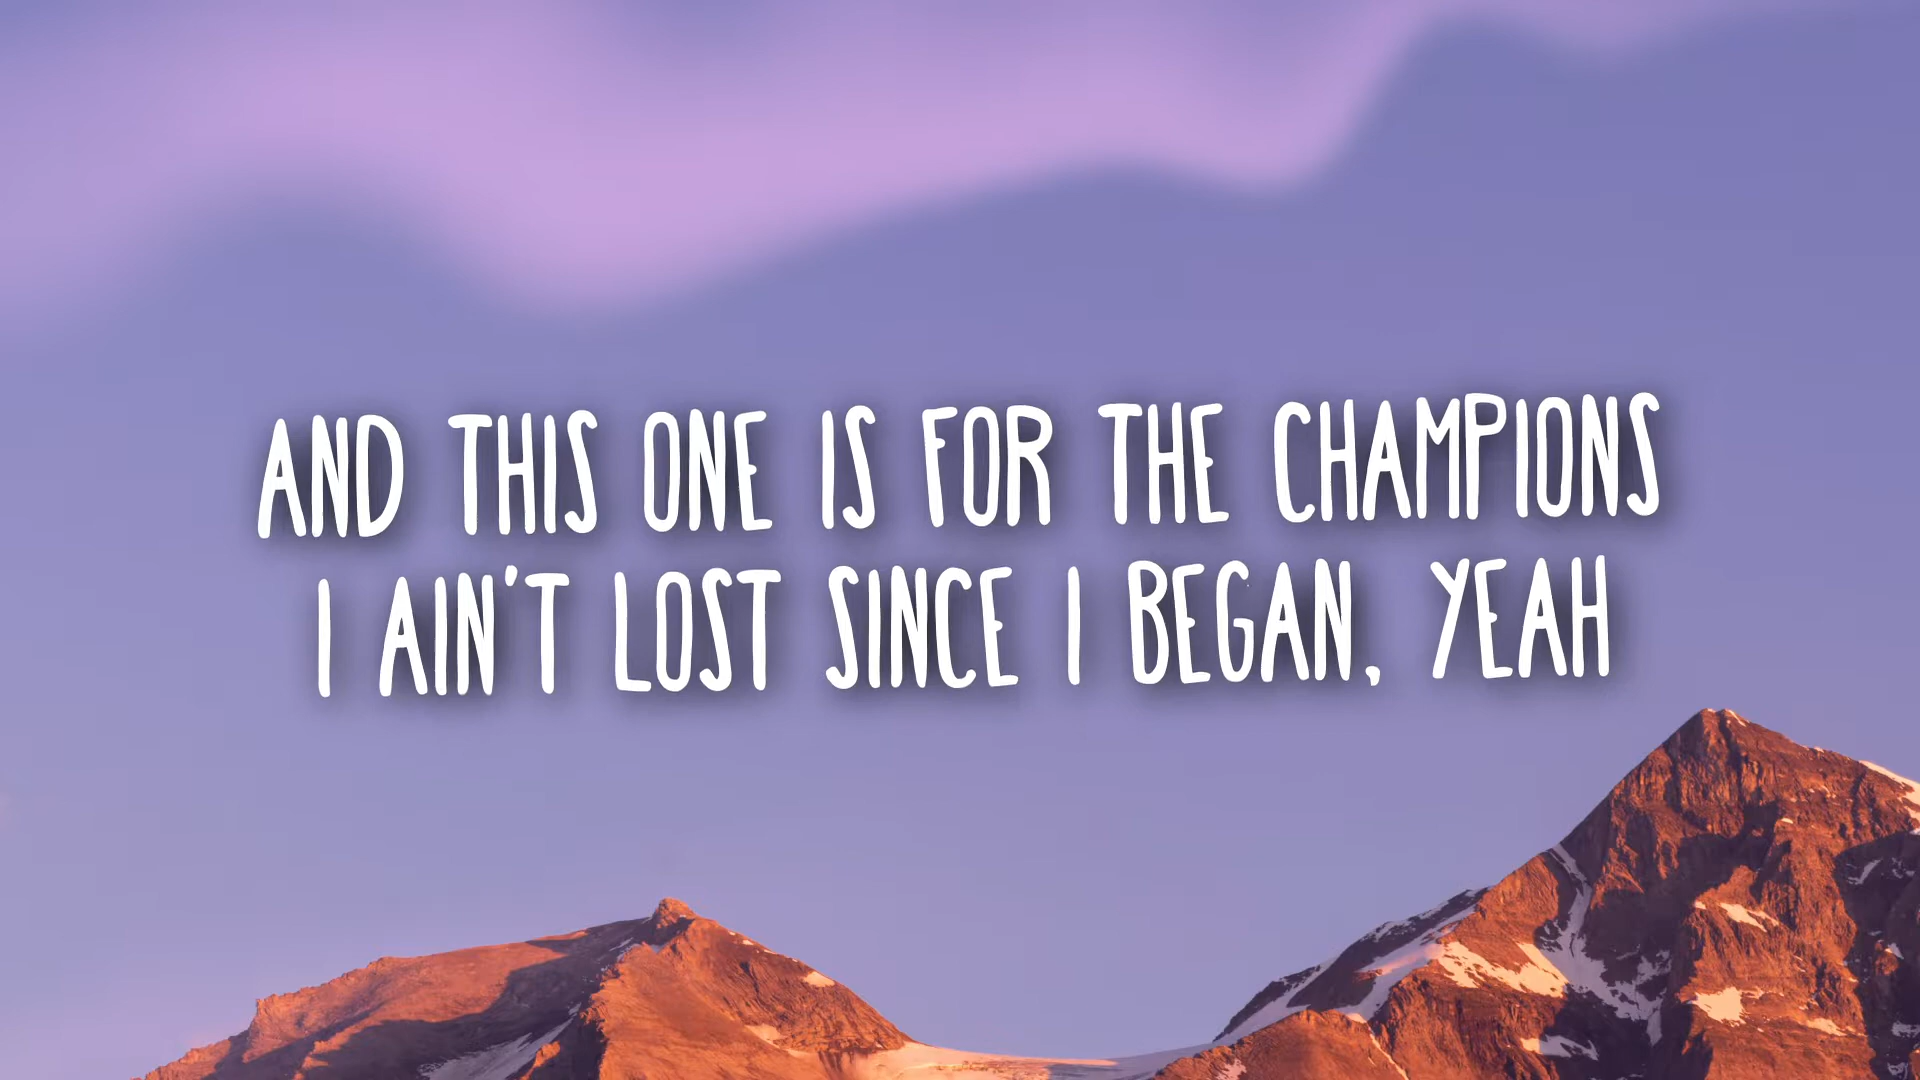 AND THIS ONE IS FOR THE CHAMPIONS
I AIN'T LOST SINCE I BEGAN, YEAH